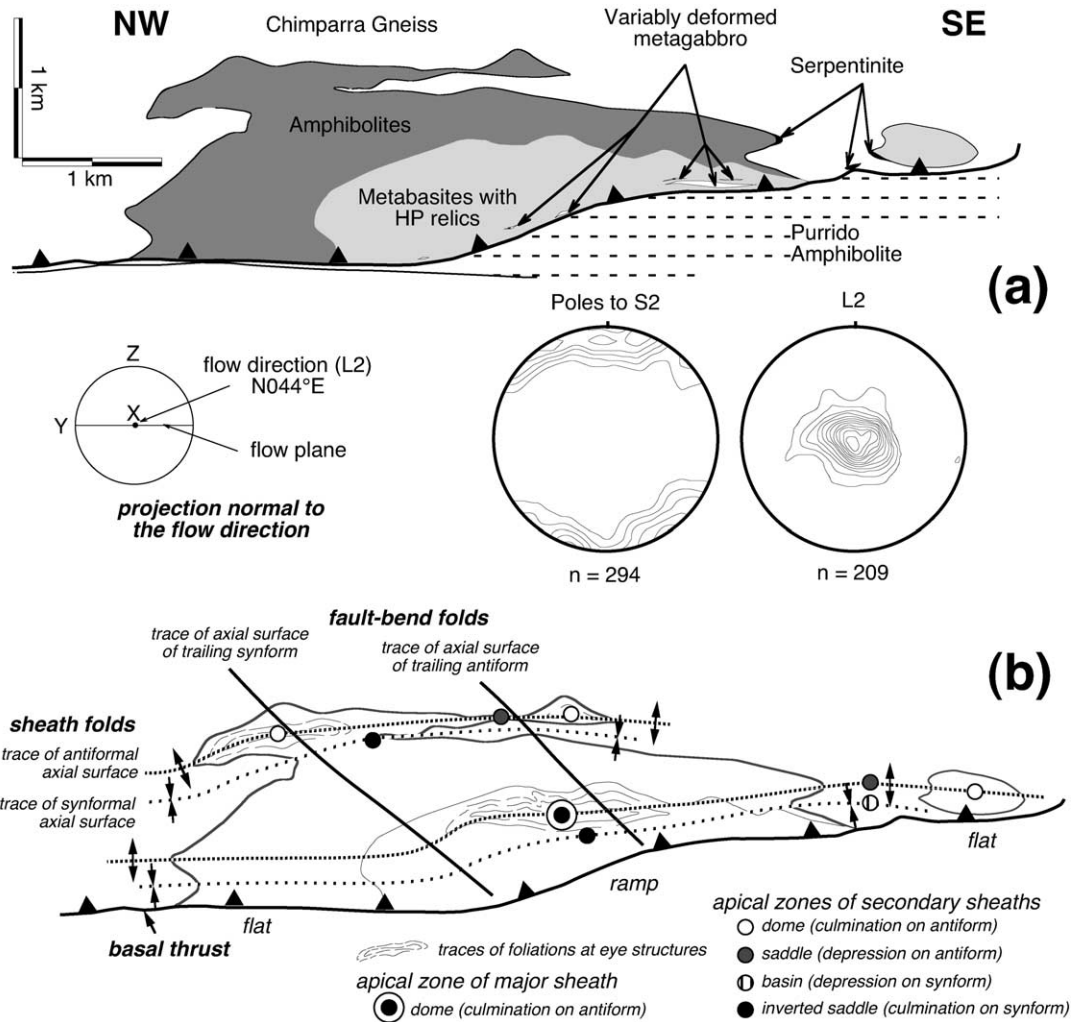 NW
Chimparra Gneiss
Variably deformed
metagabbro
SE
Serpentinite
1 km
1 km
Amphibolites
Metabasites with
HP relics
Purrido
Amphibolite
(a)
Poles to S2
L2
Z
flow direction (L2)
N044°E
X
Y
flow plane
projection normal to
the flow direction
n = 294
n = 209
fault-bend folds
trace of axial surface
of trailing synform
trace of axial surface
of trailing antiform
(b)
sheath folds
trace of antiformal
axial surface
trace of synformal
axial surface
flat
ramp
flat
basal thrust
traces of foliations at eye structures
apical zone of major sheath
dome (culmination on antiform)
apical zones of secondary sheaths
dome (culmination on antiform)
saddle (depression on antiform)
basin (depression on synform)
inverted saddle (culmination on synform)